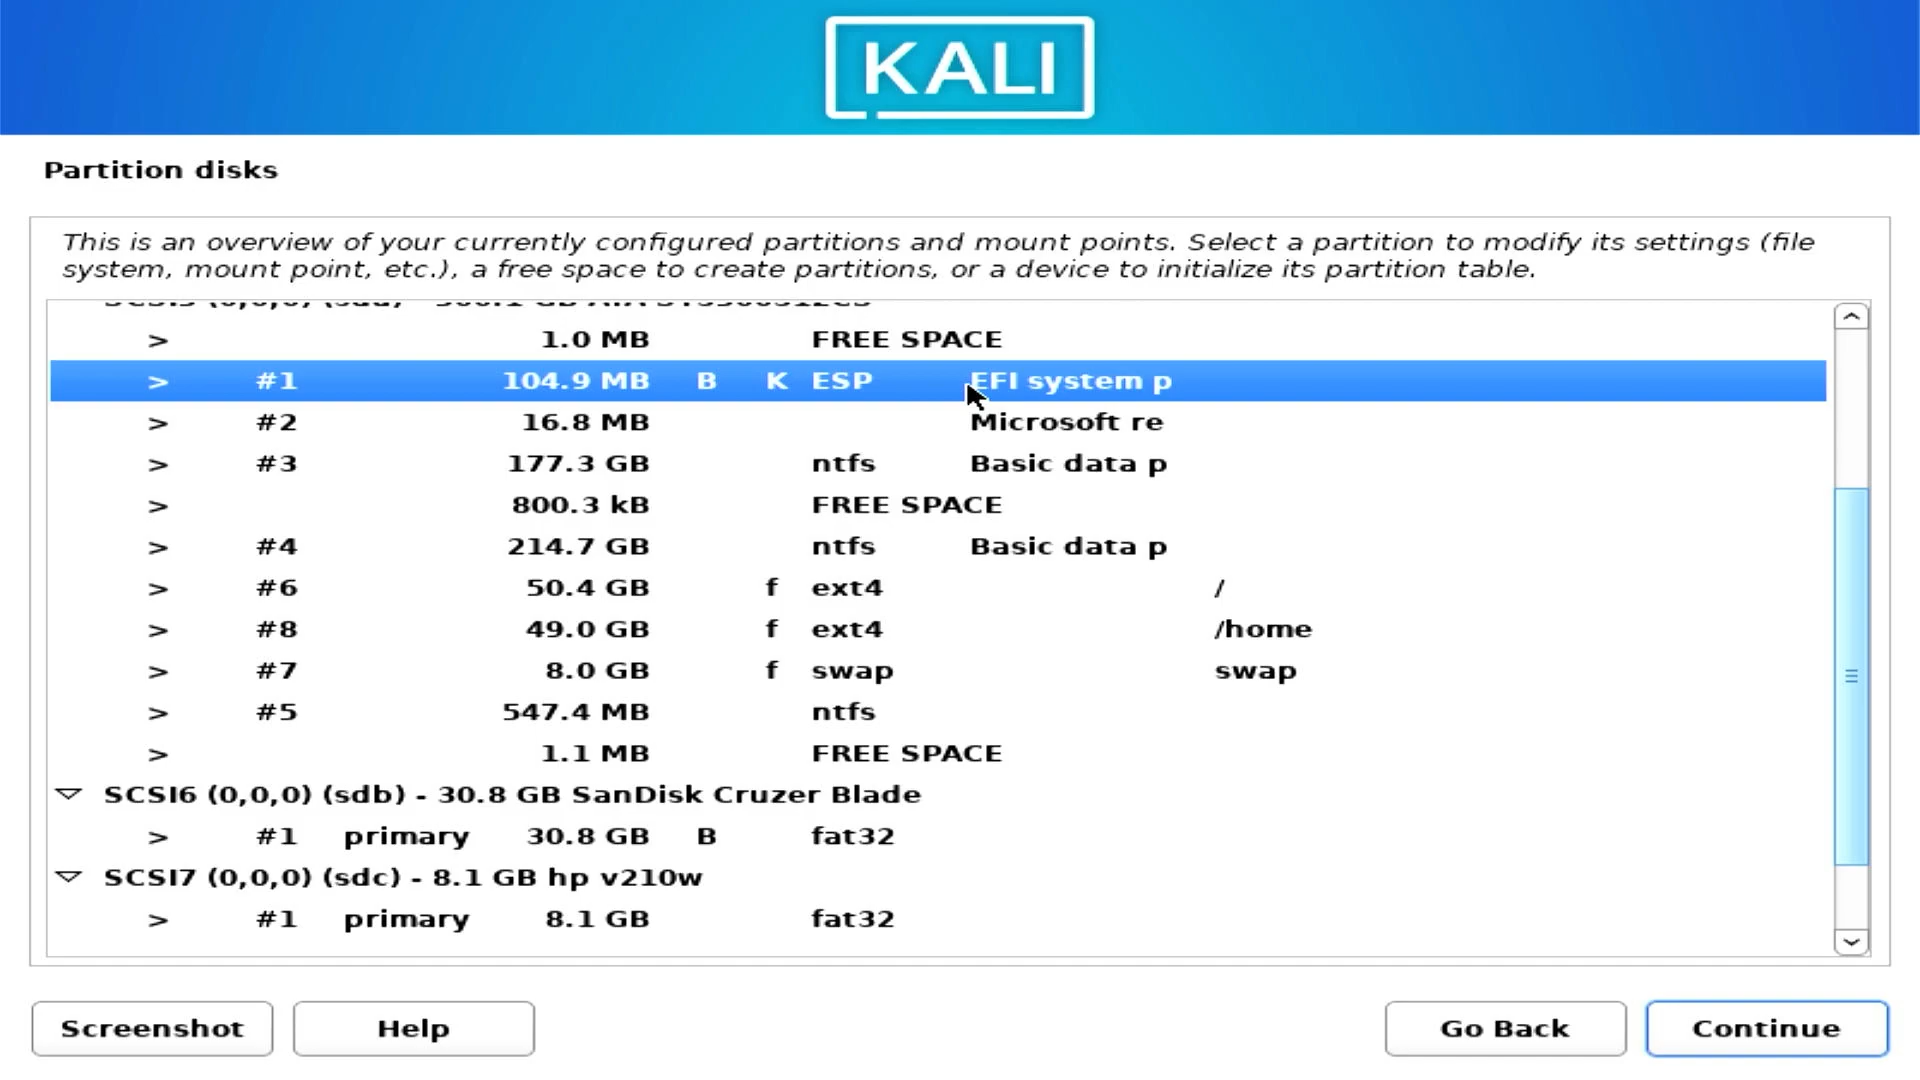 KALI
Partition disks
This is an overview of your currently configured partitions and mount points. Select a partition to modify its settings (file
system, mount point, etc.), a free space to create partitions, or a device to initialize its partition table.
> 1.0 MB FREE SPACE
> #1 104.9 MB B K ESP EFI system p
> #2 16.8 MB Microsoft re
> #3 177.3 GB ntfs Basic data p
> 800.3 kB FREE SPACE
> #4 214.7 GB ntfs Basic data p
> #6 50.4 GB f ext4 /
> #8 49.0 GB f ext4 /home
> #7 8.0 GB f swap swap
> #5 547.4 MB ntfs
> 1.1 MB FREE SPACE
SCSI6 (0,0,0) (sdb) - 30.8 GB SanDisk Cruzer Blade
> #1 primary 30.8 GB B fat32
SCSI7 (0,0,0) (sdc) - 8.1 GB hp v210w
> #1 primary 8.1 GB fat32
Screenshot Help Go Back Continue